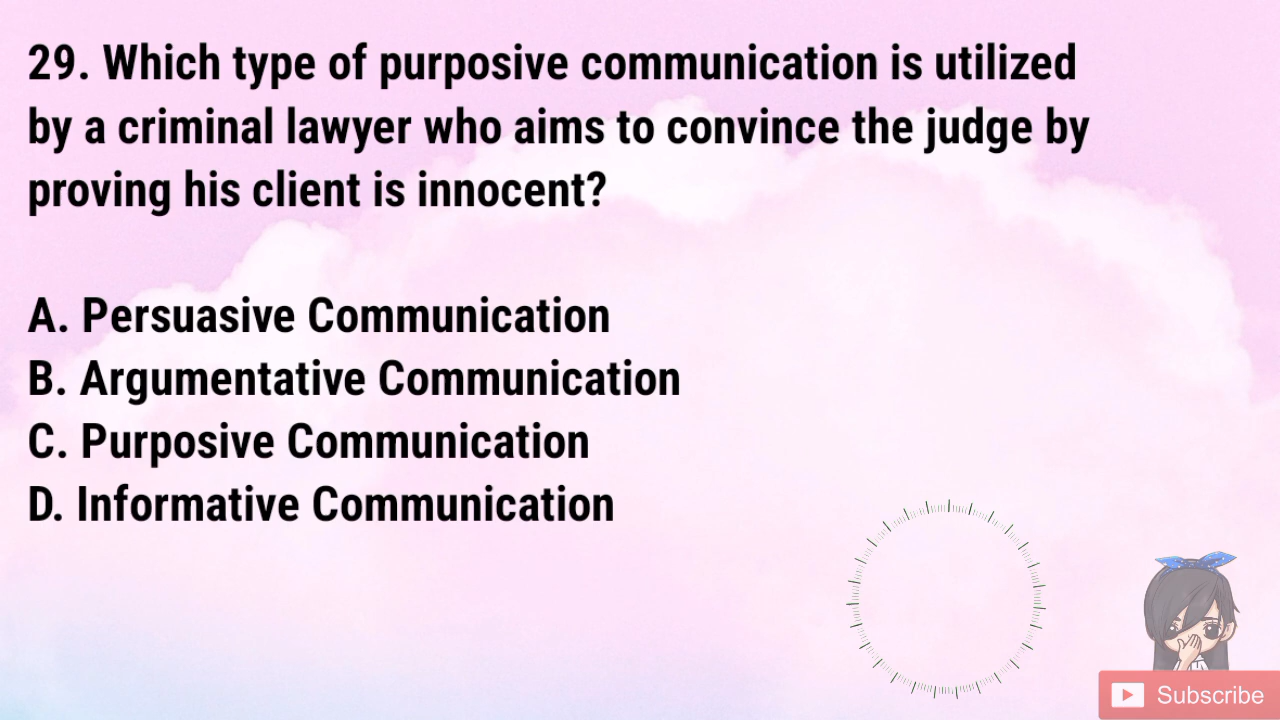 29. Which type of purposive communication is utilized
by a criminal lawyer who aims to convince the judge by
proving his client is innocent?
A. Persuasive Communication
B. Argumentative Communication
C. Purposive Communication
D. Informative Communication
Subscribe